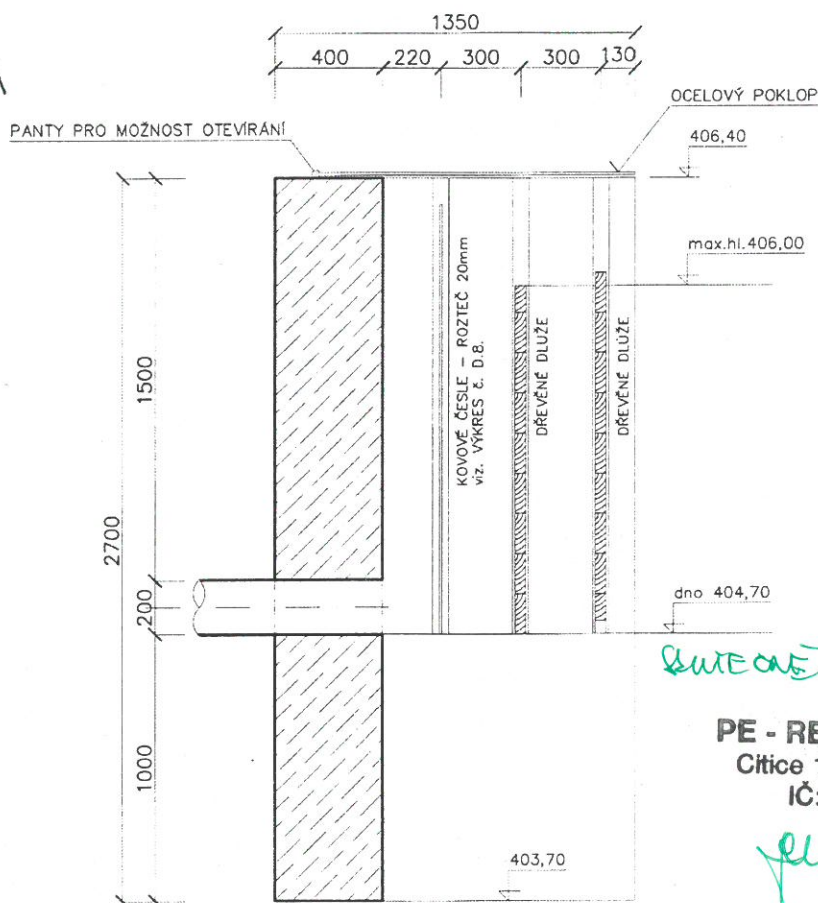 1350
400 220 300 300 130
OCELOVÝ POKLOP
PANTY PRO MOŽNOST OTEVÍRÁNÍ
406,40
max.hl.406,00
KOVOVÉ ČESLE - ROZTEČ 20mm
viz. VÝKRES č. D.8.
DŘEVĚNÉ DLUŽE
DŘEVĚNÉ DLUŽE
1500
2700
200
dno 404,70
1000
PE - RE
Citice 1
IČ:
403,70